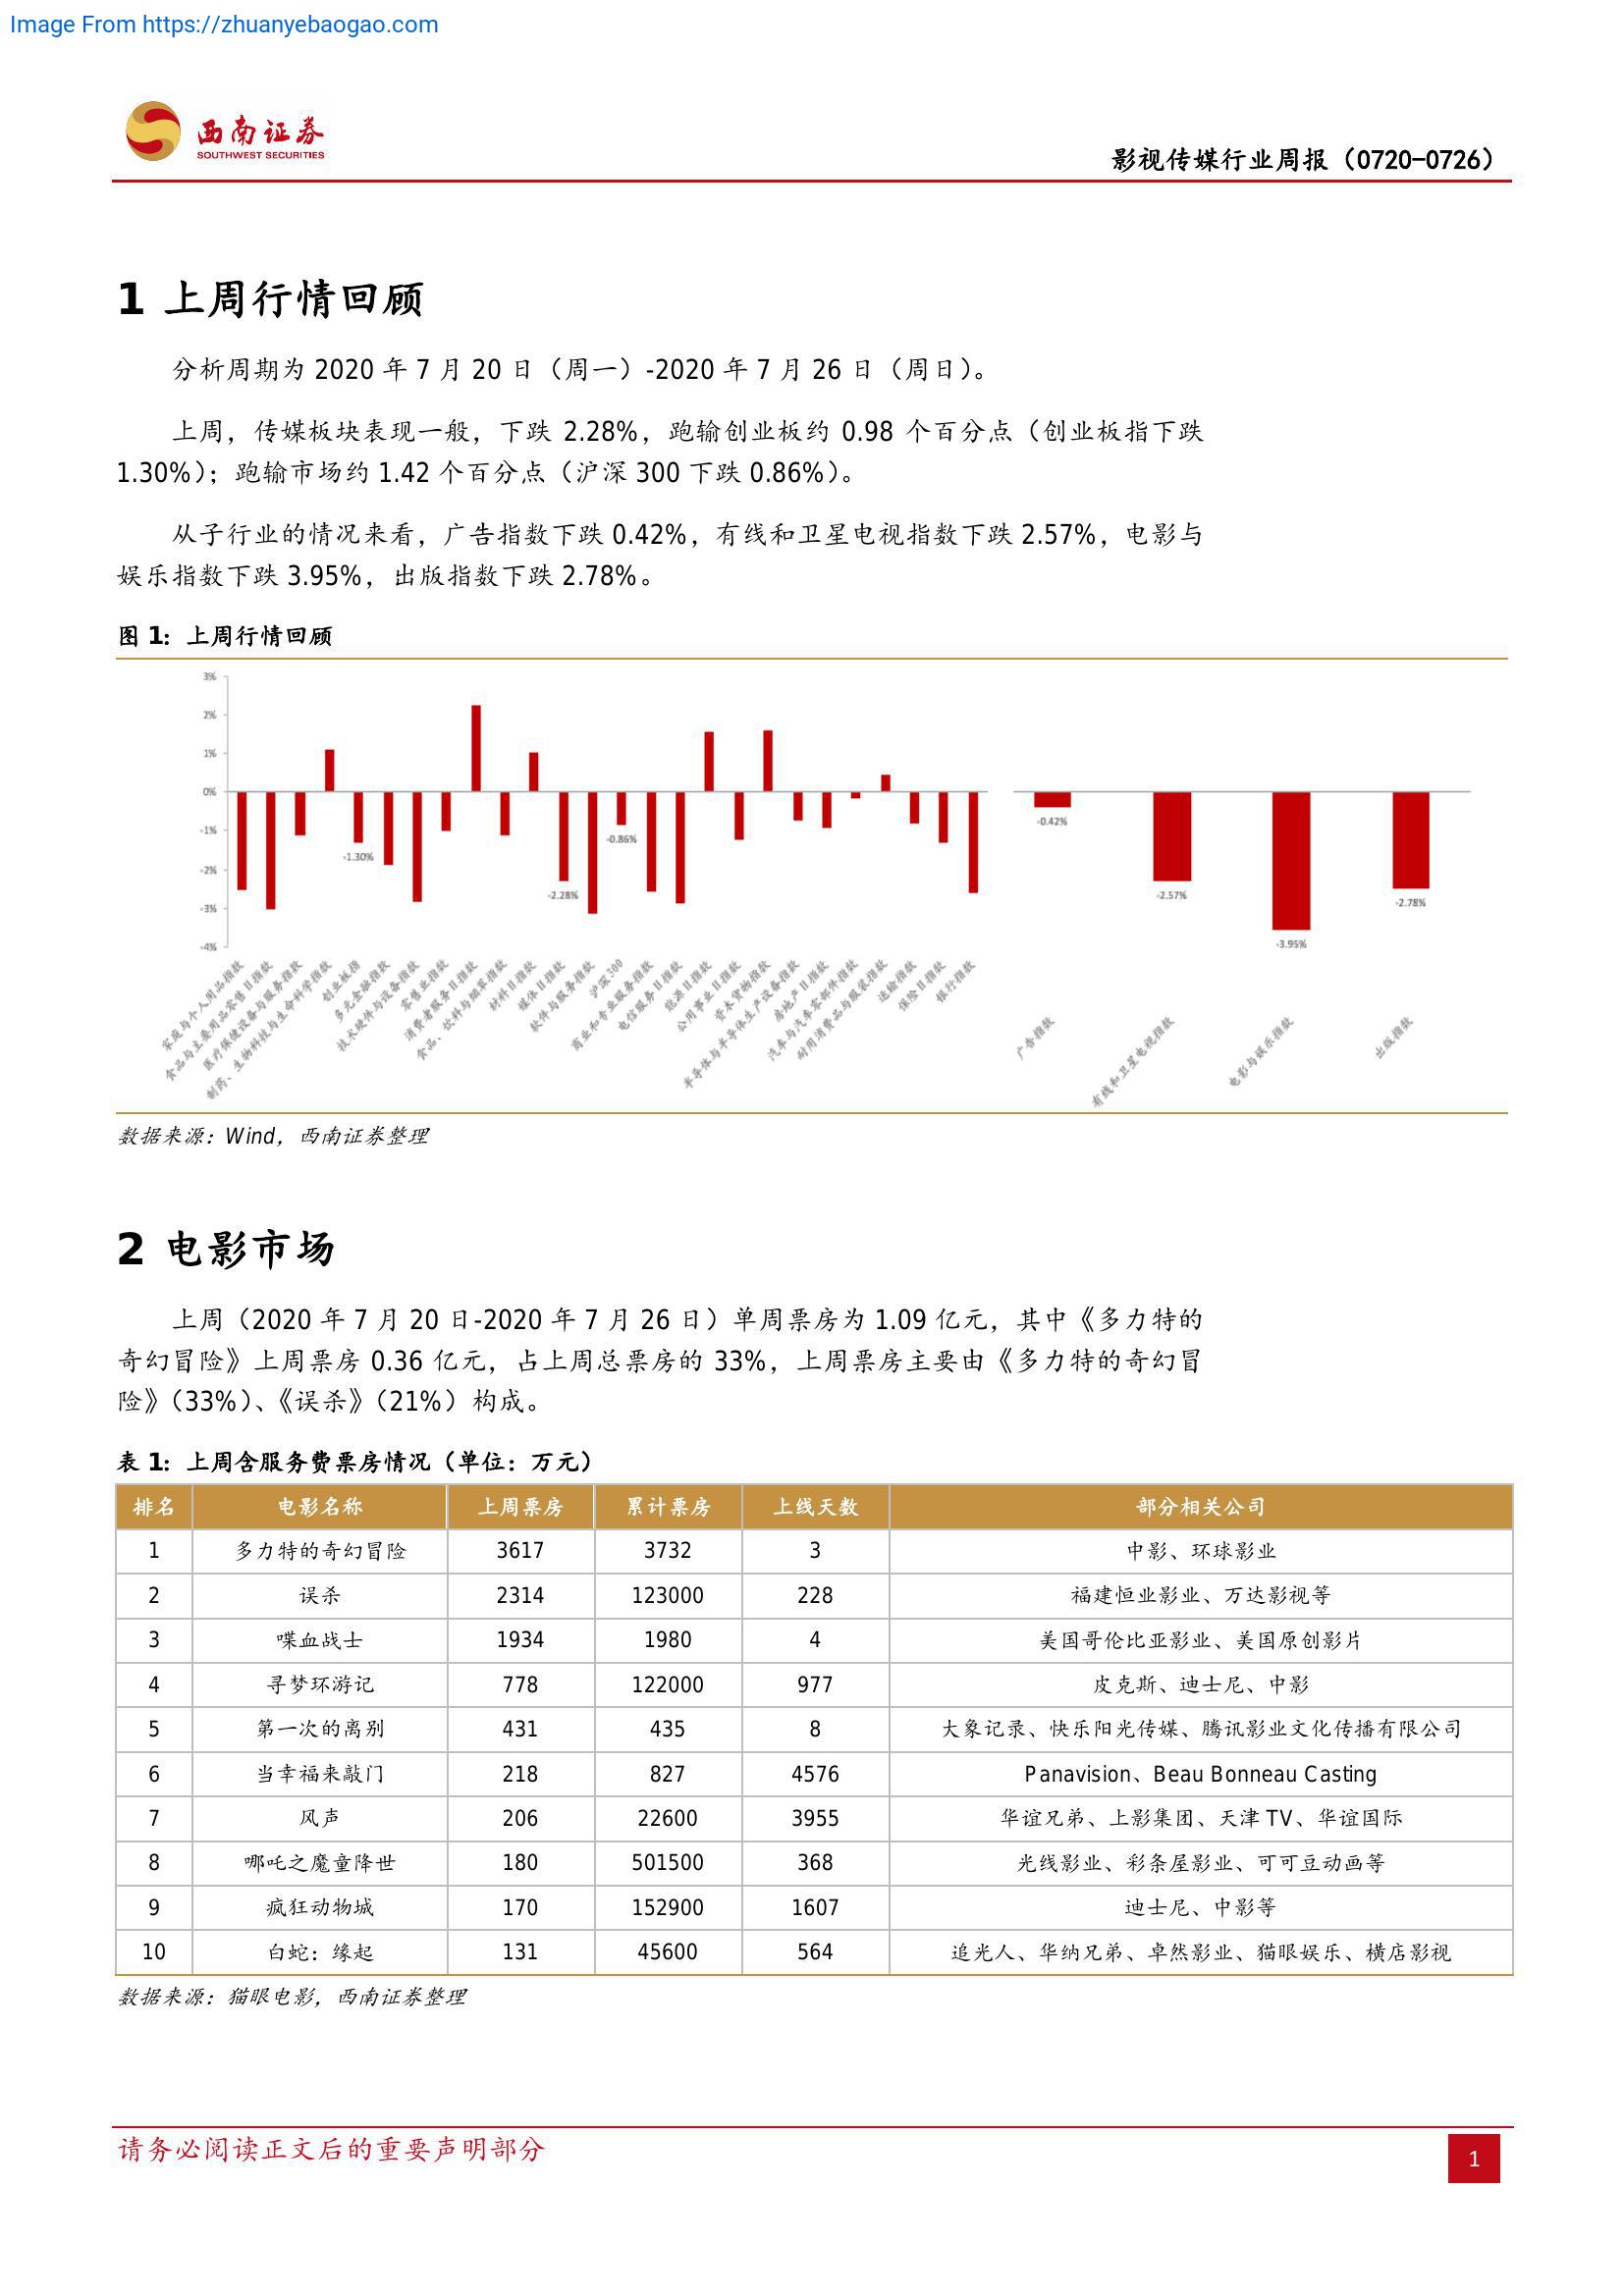 Image From https://zhuanyebaogao.com
西南证券
SOUTHWEST SECURITIES
影视传媒行业周报（0720-0726）
1 上周行情回顾
分析周期为 2020 年 7 月 20 日（周一）-2020 年 7 月 26 日（周日）。
上周，传媒板块表现一般，下跌 2.28%，跑输创业板约 0.98 个百分点（创业板指下跌
1.30%）；跑输市场约 1.42 个百分点（沪深 300 下跌 0.86%）。
从子行业的情况来看，广告指数下跌 0.42%，有线和卫星电视指数下跌 2.57%，电影与
娱乐指数下跌 3.95%，出版指数下跌 2.78%。
图 1：上周行情回顾
3%
2%
1%
0%
-1%
-2%
-3%
-4%
-1.30%
-2.28%
-0.86%
-0.42%
-2.57%
-3.95%
-2.78%
家庭与个人用品指数
食品与主要用品零售Ⅱ指数
医疗保健设备与服务指数
制药、生物科技与生命科学指数
创业板指
多元金融指数
技术硬件与设备指数
零售业指数
消费者服务Ⅱ指数
食品、饮料与烟草指数
材料Ⅱ指数
媒体Ⅱ指数
软件与服务指数
沪深300
商业和专业服务指数
电信服务Ⅱ指数
能源Ⅱ指数
公用事业Ⅱ指数
资本货物指数
半导体与半导体生产设备指数
房地产Ⅱ指数
汽车与汽车零部件指数
耐用消费品与服装指数
运输指数
保险Ⅱ指数
银行指数
广告指数
有线和卫星电视指数
电影与娱乐指数
出版指数
数据来源：Wind，西南证券整理
2 电影市场
上周（2020 年 7 月 20 日-2020 年 7 月 26 日）单周票房为 1.09 亿元，其中《多力特的
奇幻冒险》上周票房 0.36 亿元，占上周总票房的 33%，上周票房主要由《多力特的奇幻冒
险》（33%）、《误杀》（21%）构成。
表 1：上周含服务费票房情况（单位：万元）
排名 电影名称 上周票房 累计票房 上线天数 部分相关公司
1 多力特的奇幻冒险 3617 3732 3 中影、环球影业
2 误杀 2314 123000 228 福建恒业影业、万达影视等
3 喋血战士 1934 1980 4 美国哥伦比亚影业、美国原创影片
4 寻梦环游记 778 122000 977 皮克斯、迪士尼、中影
5 第一次的离别 431 435 8 大象记录、快乐阳光传媒、腾讯影业文化传播有限公司
6 当幸福来敲门 218 827 4576 Panavision、Beau Bonneau Casting
7 风声 206 22600 3955 华谊兄弟、上影集团、天津 TV、华谊国际
8 哪吒之魔童降世 180 501500 368 光线影业、彩条屋影业、可可豆动画等
9 疯狂动物城 170 152900 1607 迪士尼、中影等
10 白蛇：缘起 131 45600 564 追光人、华纳兄弟、卓然影业、猫眼娱乐、横店影视
数据来源：猫眼电影，西南证券整理
请务必阅读正文后的重要声明部分
1